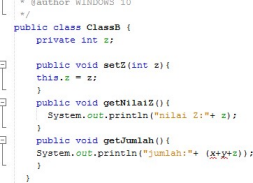 * @author WINDOWS 10
*/
public class ClassB {
private int z;
public void setZ(int z){
this.z = z;
}
public void getNilaiZ(){
System.out.println("nilai Z:"+ z);
}
public void getJumlah(){
System.out.println("jumlah:"+ (x+y+z));
}
}